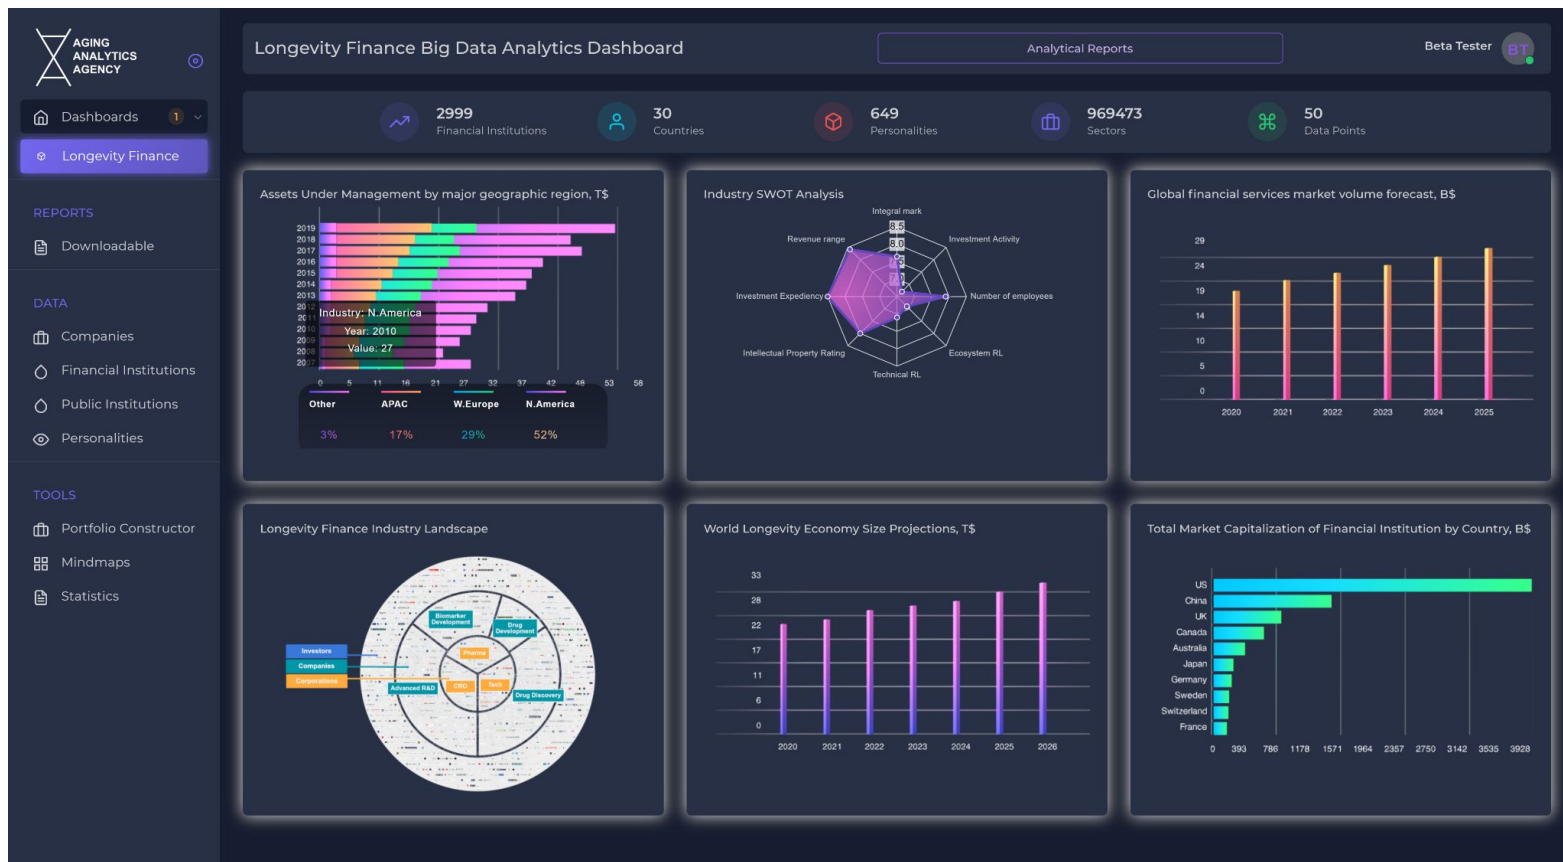 AGING
ANALYTICS
AGENCY
Dashboards 1
Longevity Finance
REPORTS
Downloadable
DATA
Companies
Financial Institutions
Public Institutions
Personalities
TOOLS
Portfolio Constructor
Mindmaps
Statistics
Longevity Finance Big Data Analytics Dashboard
Analytical Reports
Beta Tester BT
2999
Financial Institutions
30
Countries
649
Personalities
969473
Sectors
50
Data Points
Assets Under Management by major geographic region, T$
2019
2018
2017
2016
2015
2014
2013
2012
2011
2010
2009
2008
2007
Industry: N.America
Year: 2010
Value: 27
0 5 11 16 21 27 32 37 42 48 53 58
Other APAC W.Europe N.America
3% 17% 29% 52%
Industry SWOT Analysis
Integral mark
Investment Activity
Number of employees
Ecosystem RL
Technical RL
Intellectual Property Rating
Investment Expediency
Revenue range
8.5
8.0
Global financial services market volume forecast, B$
29
24
19
14
10
5
0
2020 2021 2022 2023 2024 2025
Longevity Finance Industry Landscape
Investors
Companies
Corporations
Biomarker
Development
Drug
Development
Pharma
CRO
Tech
Advanced R&D
Drug Discovery
World Longevity Economy Size Projections, T$
33
28
22
17
11
6
0
2020 2021 2022 2023 2024 2025 2026
Total Market Capitalization of Financial Institution by Country, B$
US
China
UK
Canada
Australia
Japan
Germany
Sweden
Switzerland
France
0 393 786 1178 1571 1964 2357 2750 3142 3535 3928